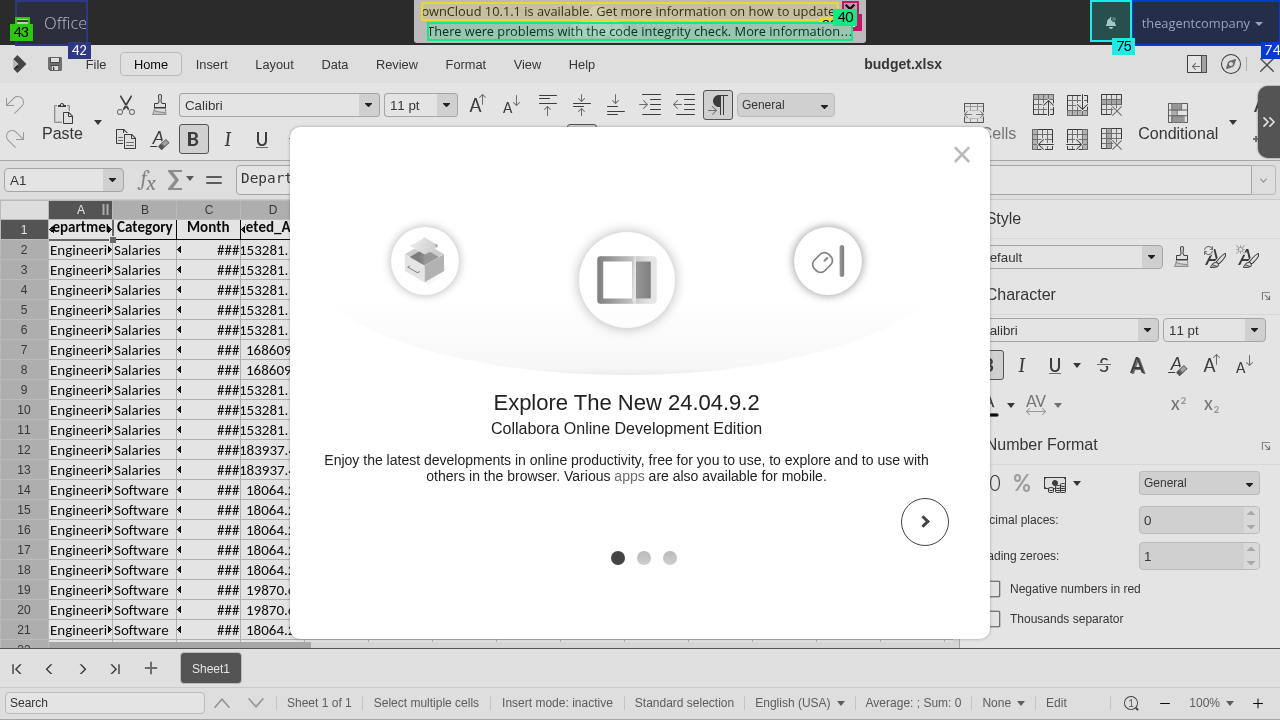 Office
ownCloud 10.1.1 is available. Get more information on how to update
40
There were problems with the code integrity check. More information…
theagentcompany
43
42
75
74
File
Home
Insert
Layout
Data
Review
Format
View
Help
budget.xlsx
Paste
Calibri
11 pt
General
Conditional
A1
Depart
A
B
C
D
1
Category
Month
eted_A
2 Engineeri Salaries ### 153281.
3 Engineeri Salaries ### 153281.
4 Engineeri Salaries ### 153281.
5 Engineeri Salaries ### 153281.
6 Engineeri Salaries ### 153281.
7 Engineeri Salaries ### 168609
8 Engineeri Salaries ### 168609
9 Engineeri Salaries ### 153281.
10 Engineeri Salaries ### 153281.
11 Engineeri Salaries ### 153281.
12 Engineeri Salaries ### 183937.
13 Engineeri Salaries ### 183937.
14 Engineeri Software ### 18064.
15 Engineeri Software ### 18064.
16 Engineeri Software ### 18064.
17 Engineeri Software ### 18064.
18 Engineeri Software ### 18064.
19 Engineeri Software ### 19870.
20 Engineeri Software ### 19870.
21 Engineeri Software ### 18064.
Explore The New 24.04.9.2
Collabora Online Development Edition
Enjoy the latest developments in online productivity, free for you to use, to explore and to use with
others in the browser. Various apps are also available for mobile.
Style
efault
Character
alibri
11 pt
Number Format
General
cimal places:
0
ading zeroes:
1
Negative numbers in red
Thousands separator
Sheet1
Search
Sheet 1 of 1
Select multiple cells
Insert mode: inactive
Standard selection
English (USA)
Average: ; Sum: 0
None
Edit
100%